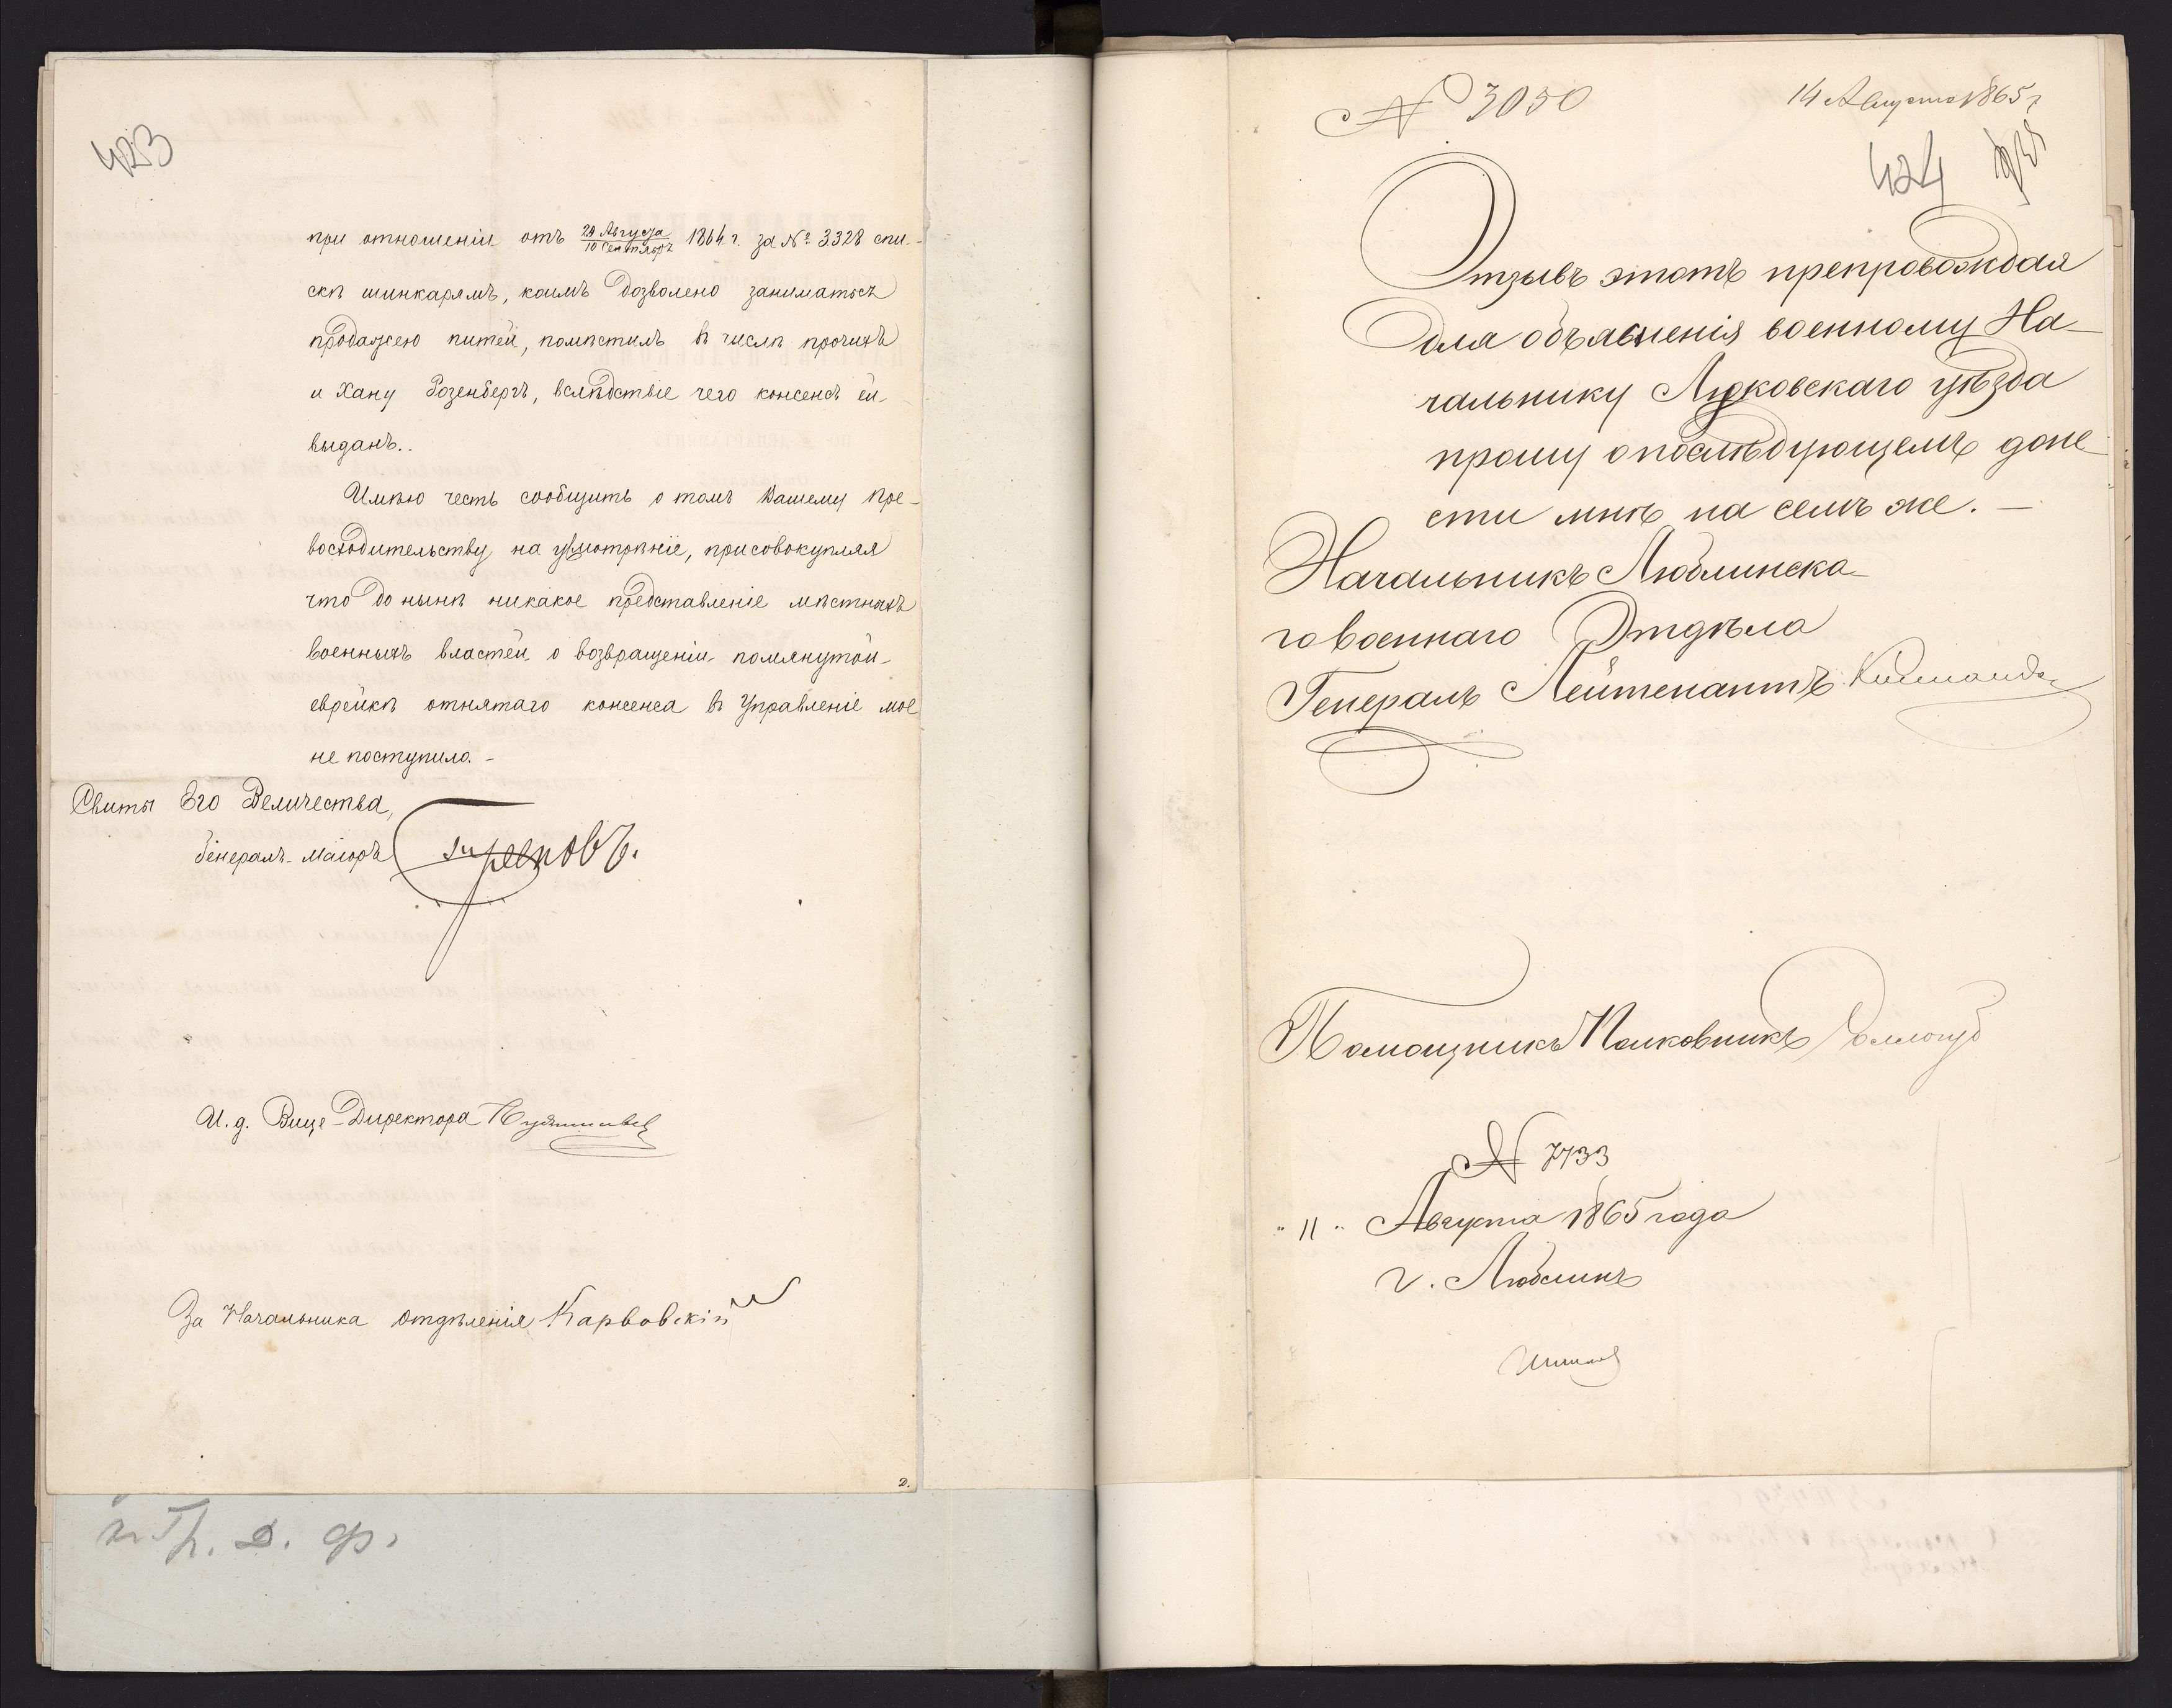 423
при отношеніи отъ 29 Августа / 10 Сентября 1864 г. за № 3328 спи-
скѣ шинкарямъ, коимъ дозволено заниматься
продажею питей, помѣстилъ въ числѣ прочихъ
и Хану Розенбергъ, вслѣдствіе чего консенсъ ей
выданъ..
Имѣю честь сообщить о томъ Вашему Пре-
восходительству на усмотрѣніе, присовокупляя
что до нынѣ никакое представленіе мѣстныхъ
военныхъ властей о возвращеніи помянутой
еврейкѣ отнятаго консенса въ Управленіе мое
не поступило. -
Свиты Его Величества,
Генералъ-Маіоръ Треповъ.
И. д. Вице-Директора
За Начальника Отдѣленія Карвовскій
2.
№ 3050
14 Августа 1865 г
424
Отзывъ этотъ препровождая
для объясненія военному На-
чальнику Луковскаго уѣзда
прошу о послѣдующемъ доне-
сти мнѣ на семъ же. —
Начальникъ Люблинска-
го военнаго Отдѣла
Генералъ Лейтенантъ
Помощникъ Полковникъ
№ 7733
" 11 " Августа 1865 года
г. Люблинъ